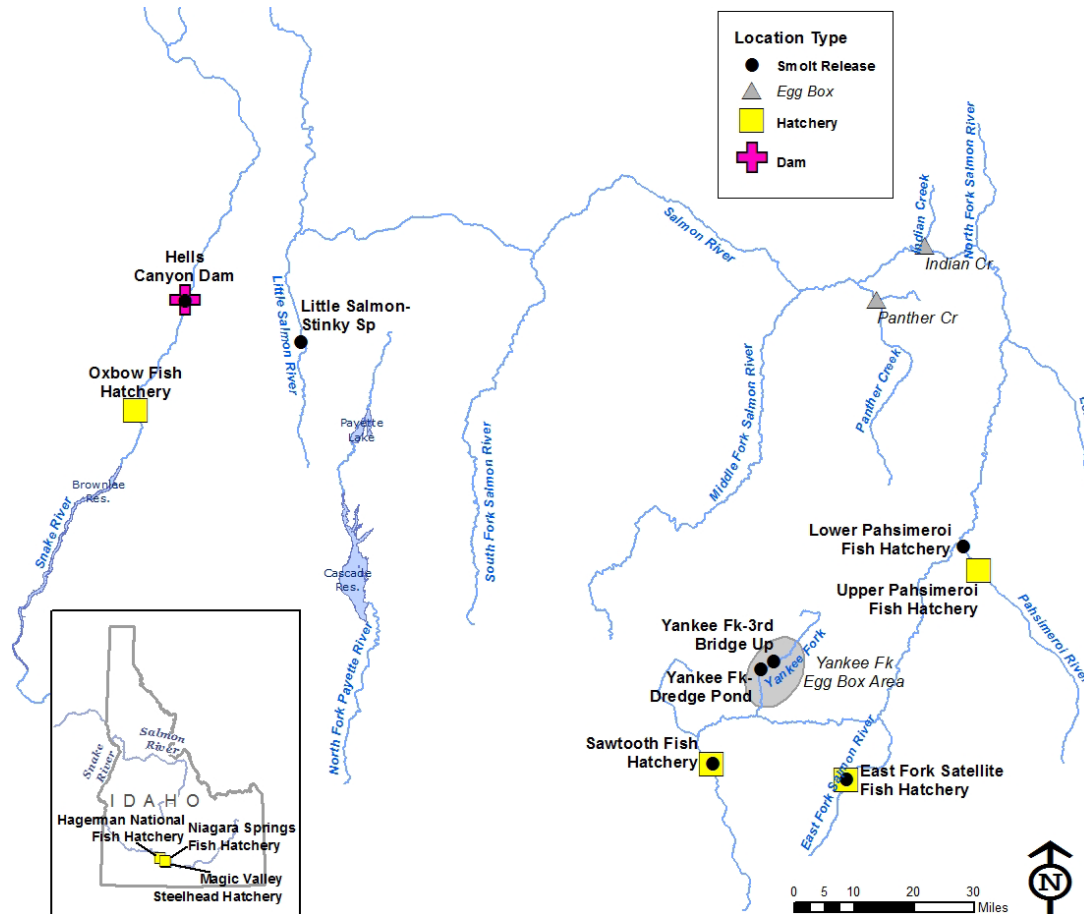 Location Type
Smolt Release
Egg Box
Hatchery
Dam
Hells
Canyon Dam
Little Salmon-
Stinky Sp
Little Salmon River
Oxbow Fish
Hatchery
Payette
Lake
Brownlee
Res.
Snake River
Cascade
Res.
North Fork Payette River
South Fork Salmon River
Salmon River
Middle Fork Salmon River
Indian Creek
North Fork Salmon River
Indian Cr
Panther Cr
Panther Creek
Lower Pahsimeroi
Fish Hatchery
Upper Pahsimeroi
Fish Hatchery
Pahsimeroi River
Yankee Fk-3rd
Bridge Up
Yankee Fork
Yankee Fk-
Dredge Pond
Yankee Fk
Egg Box Area
Sawtooth Fish
Hatchery
East Fork Salmon River
East Fork Satellite
Fish Hatchery
Salmon
River
Snake
River
IDAHO
Hagerman National
Fish Hatchery
Niagara Springs
Fish Hatchery
Magic Valley
Steelhead Hatchery
N
0 5 10 20 30
Miles